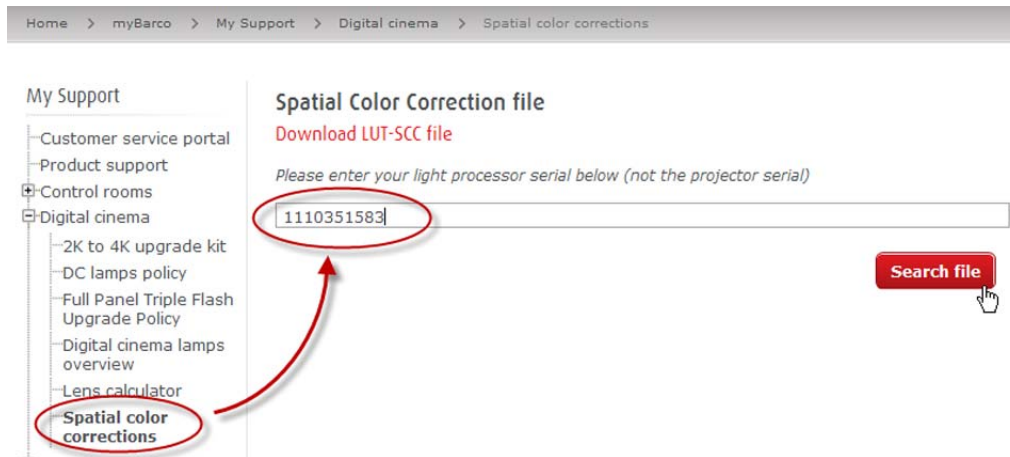 Home > myBarco > My Support > Digital cinema > Spatial color corrections
My Support
Customer service portal
Product support
Control rooms
Digital cinema
2K to 4K upgrade kit
DC lamps policy
Full Panel Triple Flash
Upgrade Policy
Digital cinema lamps
overview
Lens calculator
Spatial color
corrections
Spatial Color Correction file
Download LUT-SCC file
Please enter your light processor serial below (not the projector serial)
1110351583
Search file